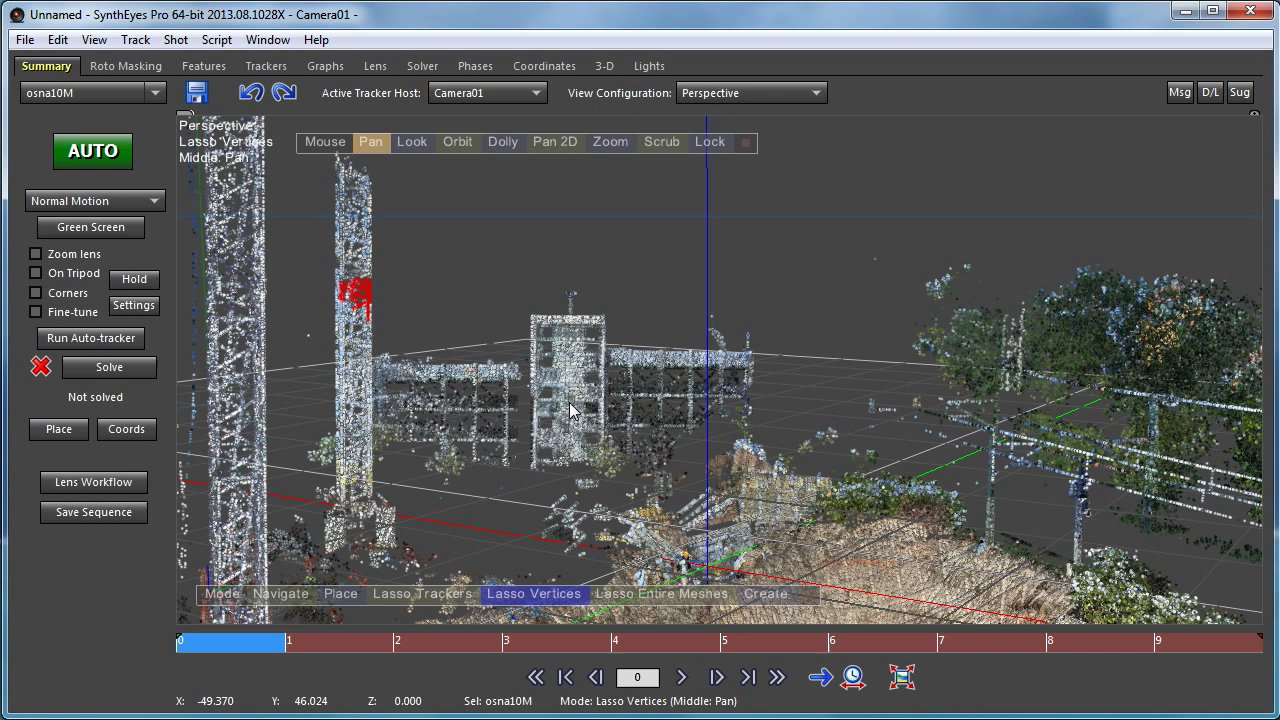 Unnamed - SynthEyes Pro 64-bit 2013.08.1028X - Camera01 -
File Edit View Track Shot Script Window Help
Summary Roto Masking Features Trackers Graphs Lens Solver Phases Coordinates 3-D Lights
osna10M Active Tracker Host: Camera01 View Configuration: Perspective Msg D/L Sug
Perspective
Lasso Vertices
Middle: Pan
Mouse Pan Look Orbit Dolly Pan 2D Zoom Scrub Lock
AUTO
Normal Motion
Green Screen
Zoom lens
On Tripod Hold
Corners
Fine-tune Settings
Run Auto-tracker
Solve
Not solved
Place Coords
Lens Workflow
Save Sequence
Mode Navigate Place Lasso Trackers Lasso Vertices Lasso Entire Meshes Create
0 1 2 3 4 5 6 7 8 9
0
X: -49.370 Y: 46.024 Z: 0.000 Sel: osna10M Mode: Lasso Vertices (Middle: Pan)